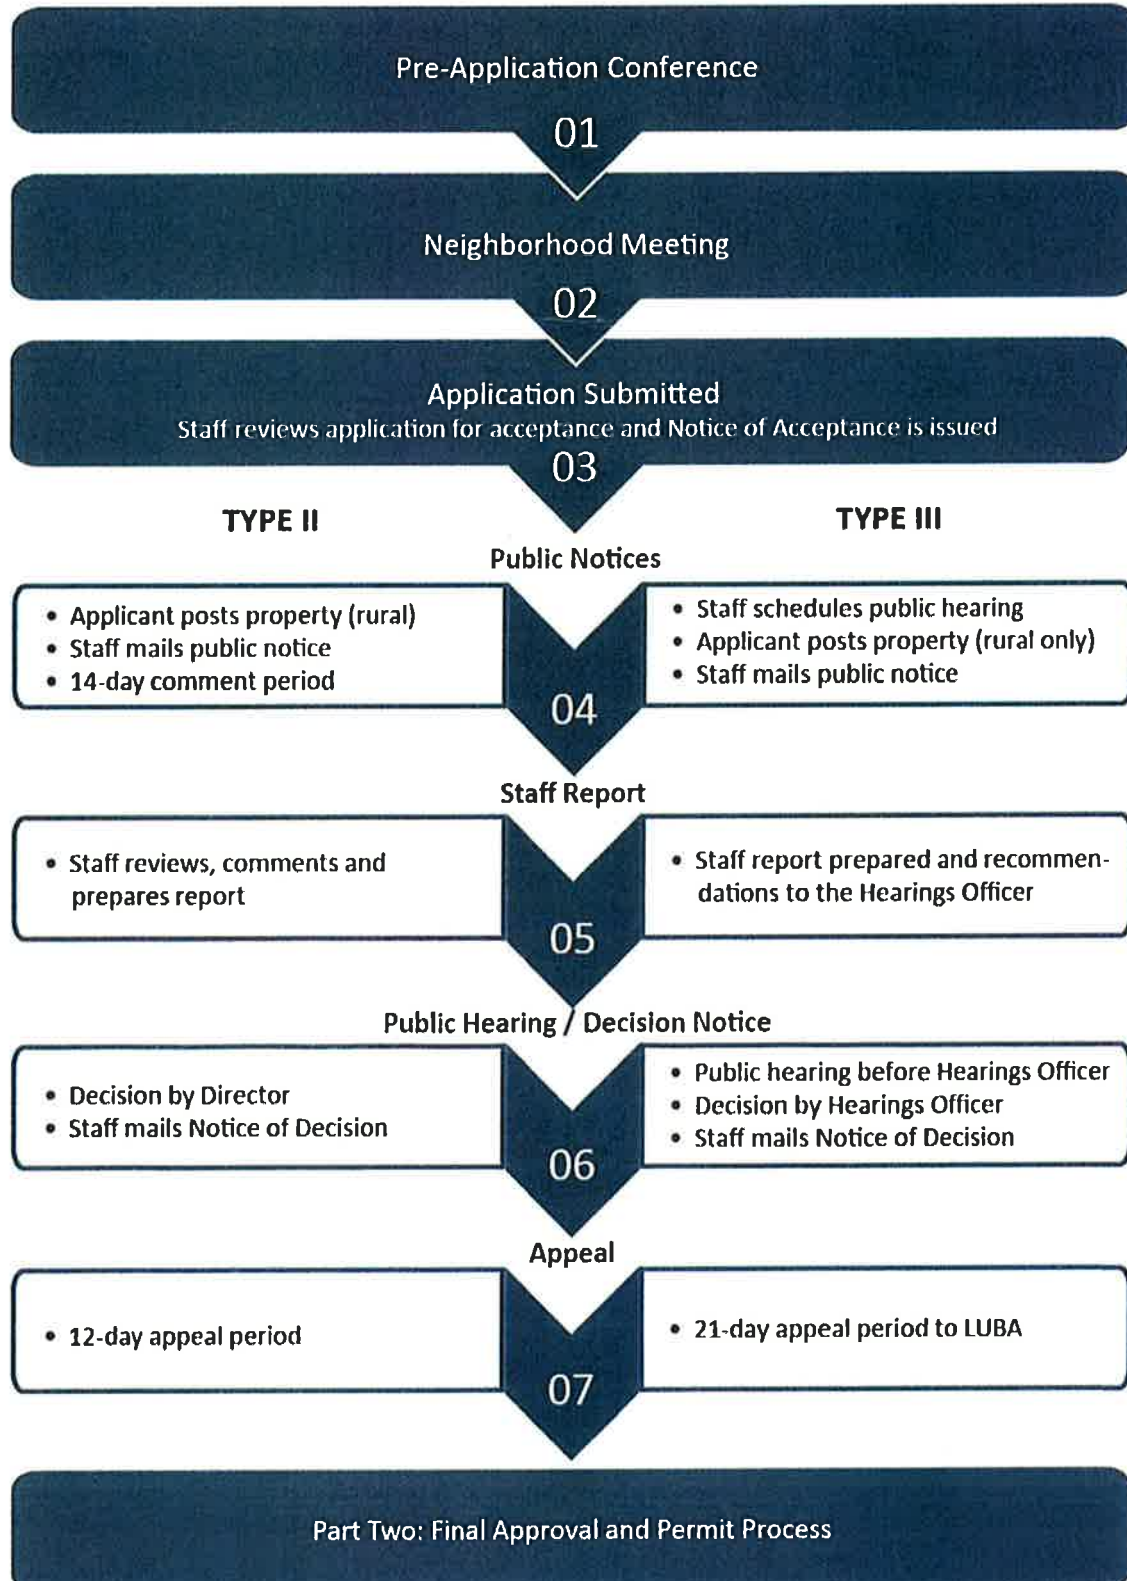 Pre-Application Conference
01
Neighborhood Meeting
02
Application Submitted
Staff reviews application for acceptance and Notice of Acceptance is issued
03
TYPE II
TYPE III
Public Notices
• Applicant posts property (rural)
• Staff mails public notice
• 14-day comment period
04
• Staff schedules public hearing
• Applicant posts property (rural only)
• Staff mails public notice
Staff Report
• Staff reviews, comments and
prepares report
05
• Staff report prepared and recommen-
dations to the Hearings Officer
Public Hearing / Decision Notice
• Decision by Director
• Staff mails Notice of Decision
06
• Public hearing before Hearings Officer
• Decision by Hearings Officer
• Staff mails Notice of Decision
Appeal
• 12-day appeal period
07
• 21-day appeal period to LUBA
Part Two: Final Approval and Permit Process